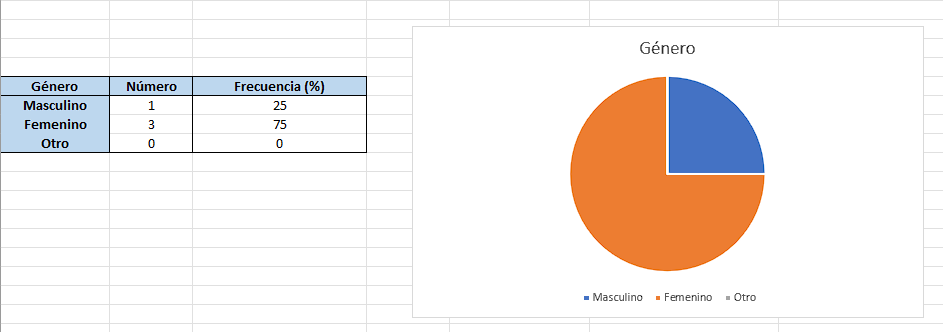 Género Número Frecuencia (%)
Masculino 1 25
Femenino 3 75
Otro 0 0
Género
Masculino Femenino Otro